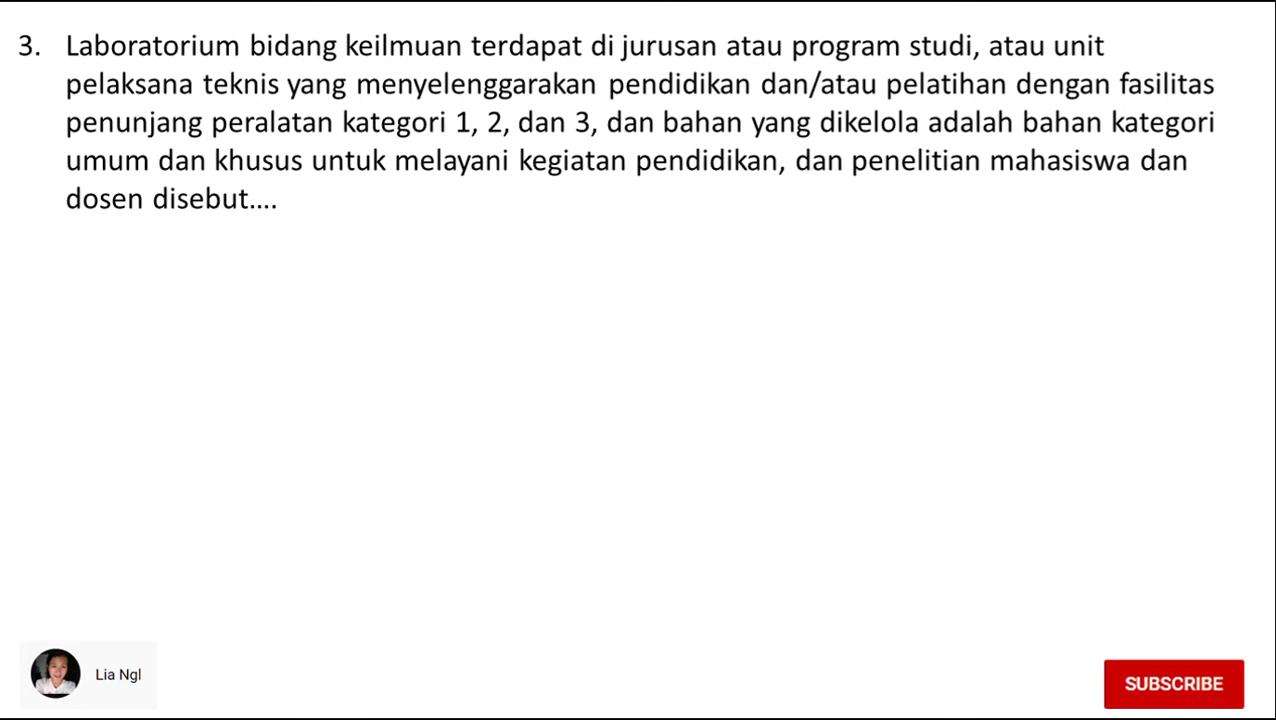 3. Laboratorium bidang keilmuan terdapat di jurusan atau program studi, atau unit
pelaksana teknis yang menyelenggarakan pendidikan dan/atau pelatihan dengan fasilitas
penunjang peralatan kategori 1, 2, dan 3, dan bahan yang dikelola adalah bahan kategori
umum dan khusus untuk melayani kegiatan pendidikan, dan penelitian mahasiswa dan
dosen disebut....
Lia Ngl
SUBSCRIBE